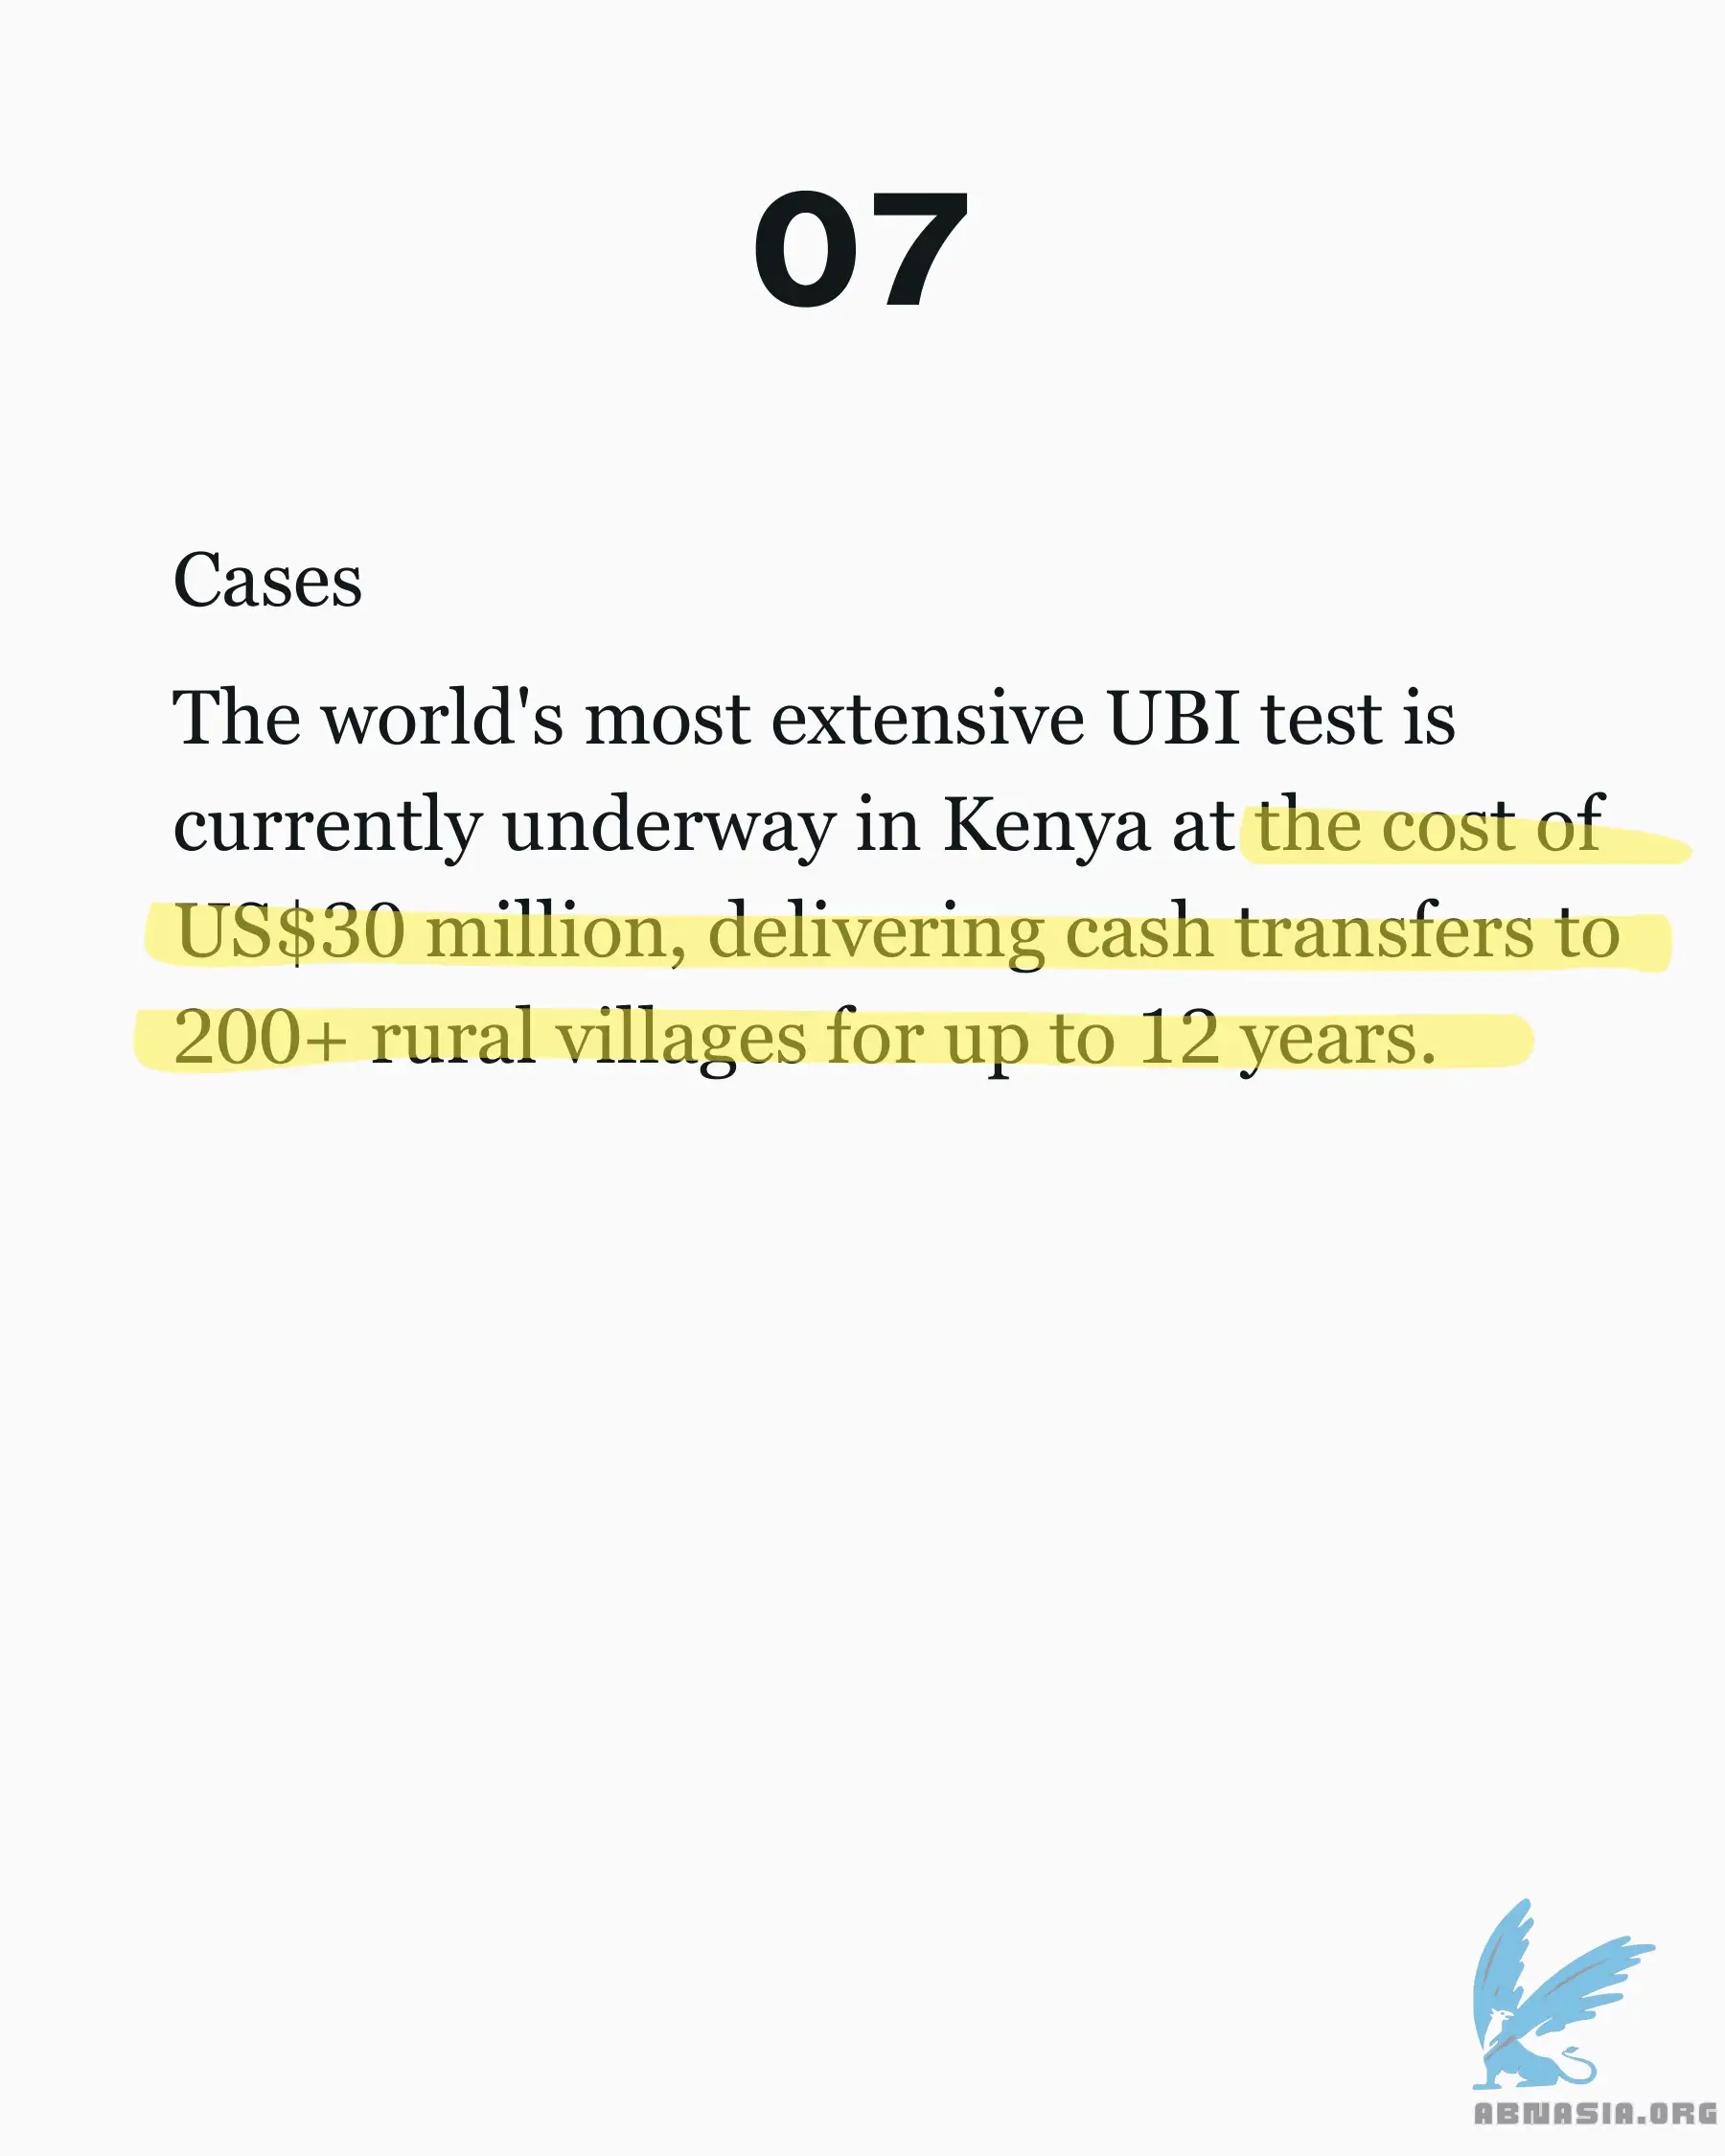 07
Cases
The world's most extensive UBI test is
currently underway in Kenya at the cost of
US$30 million, delivering cash transfers to
200+ rural villages for up to 12 years.
ABNASIA.ORG